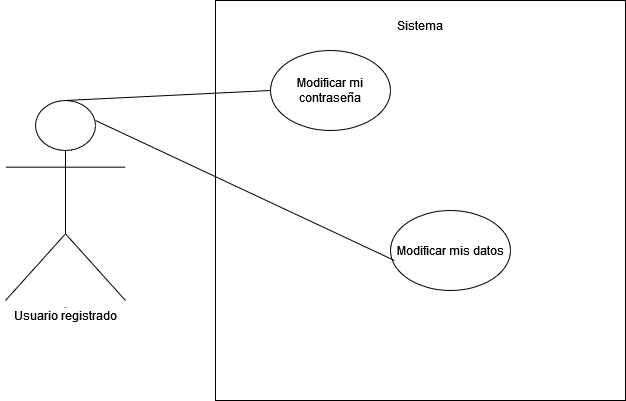 Sistema
Modificar mi
contraseña
Modificar mis datos
Usuario registrado